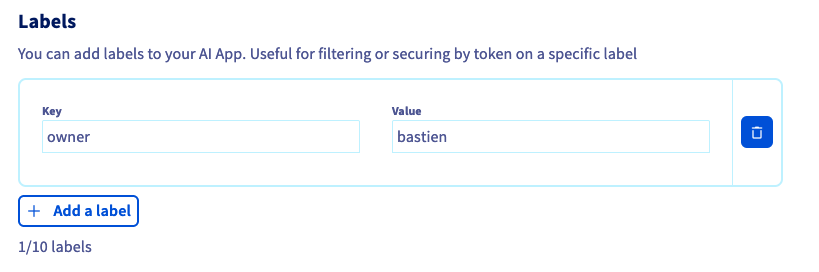 Labels
You can add labels to your AI App. Useful for filtering or securing by token on a specific label
Key
Value
owner
bastien
Add a label
1/10 labels